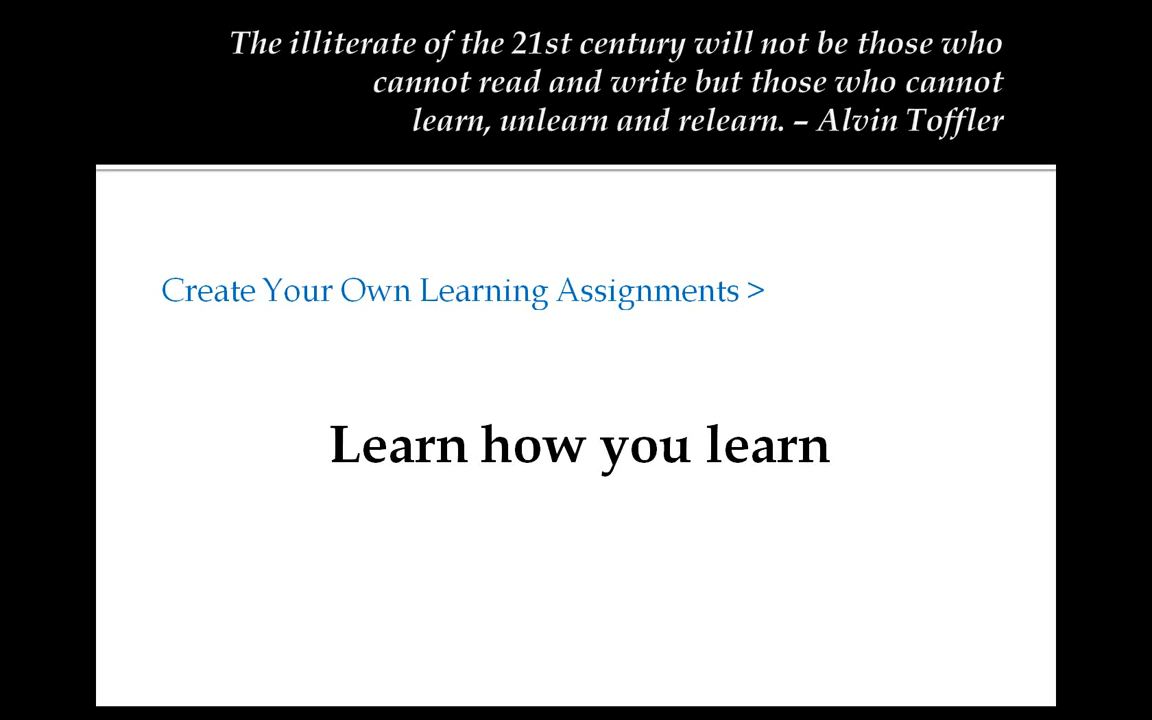 The illiterate of the 21st century will not be those who
cannot read and write but those who cannot
learn, unlearn and relearn. – Alvin Toffler
Create Your Own Learning Assignments >
Learn how you learn